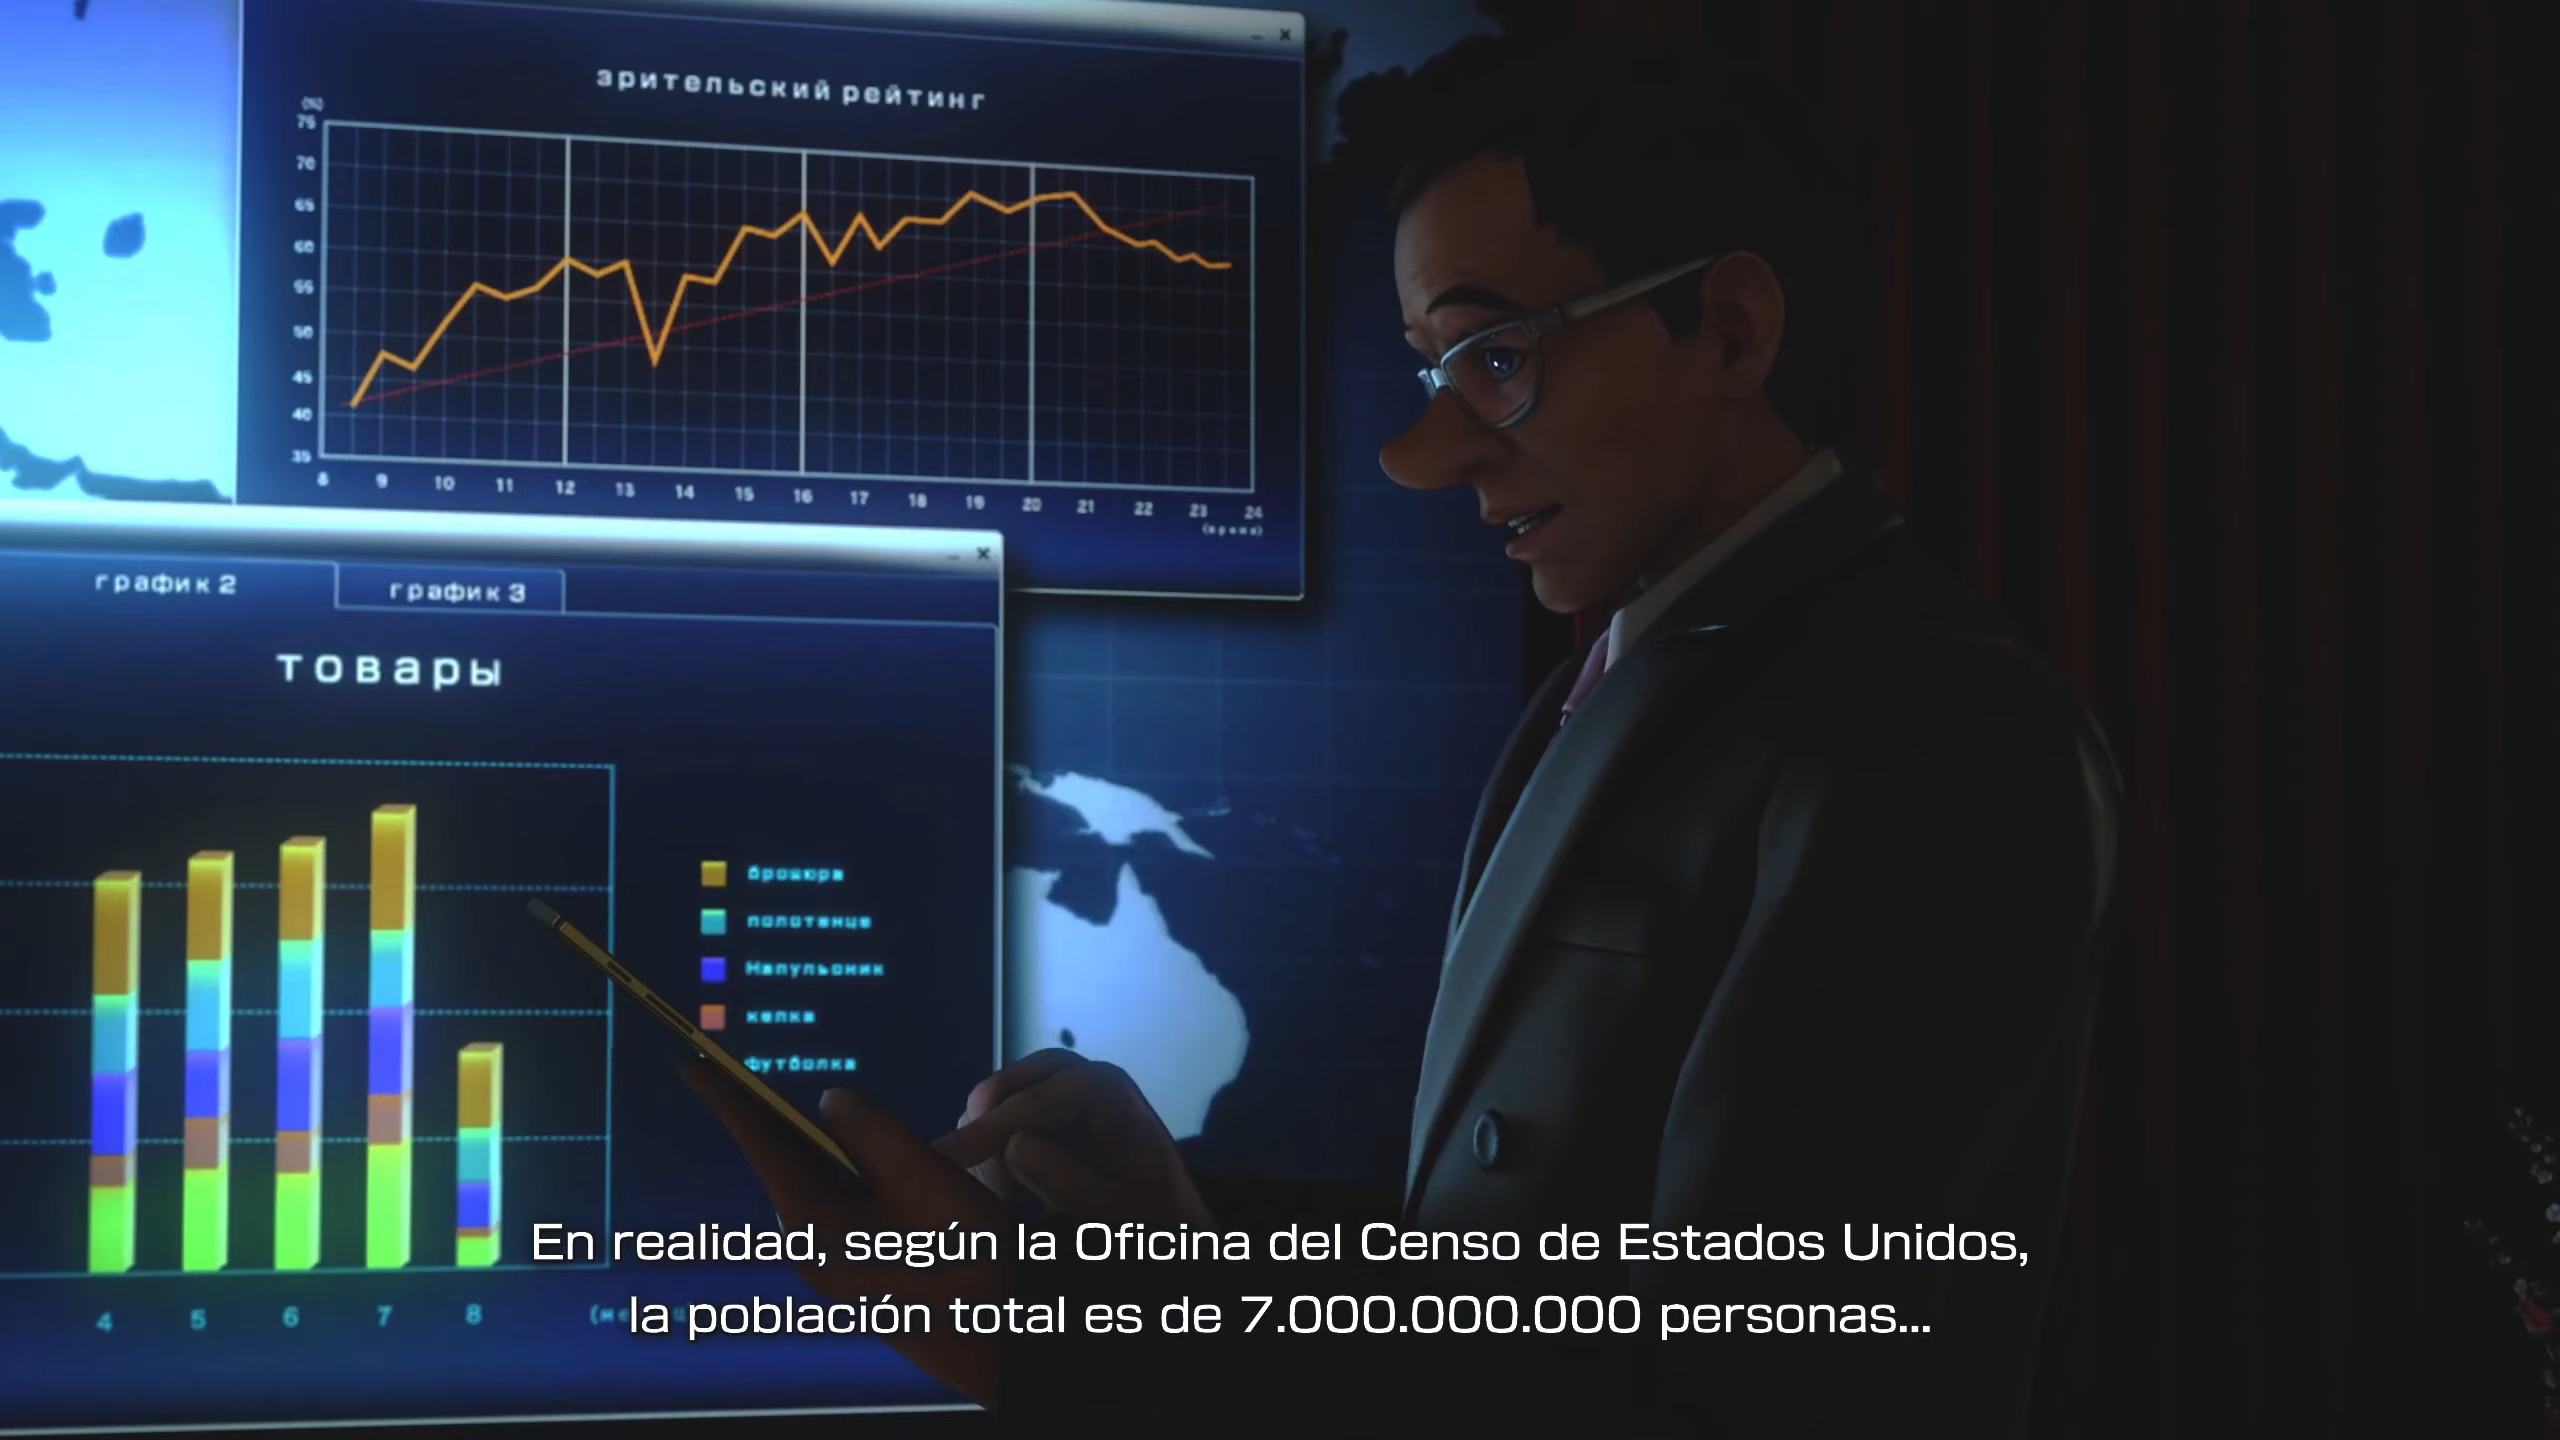 зрительский рейтинг
(%)
75
70
65
60
55
50
45
40
35
8 9 10 11 12 13 14 15 16 17 18 19 20 21 22 23 24
(время)
график 2 график 3
товары
брошюра
полотенце
Напульсник
кепка
футболка
4 5 6 7 8
En realidad, según la Oficina del Censo de Estados Unidos,
la población total es de 7.000.000.000 personas...